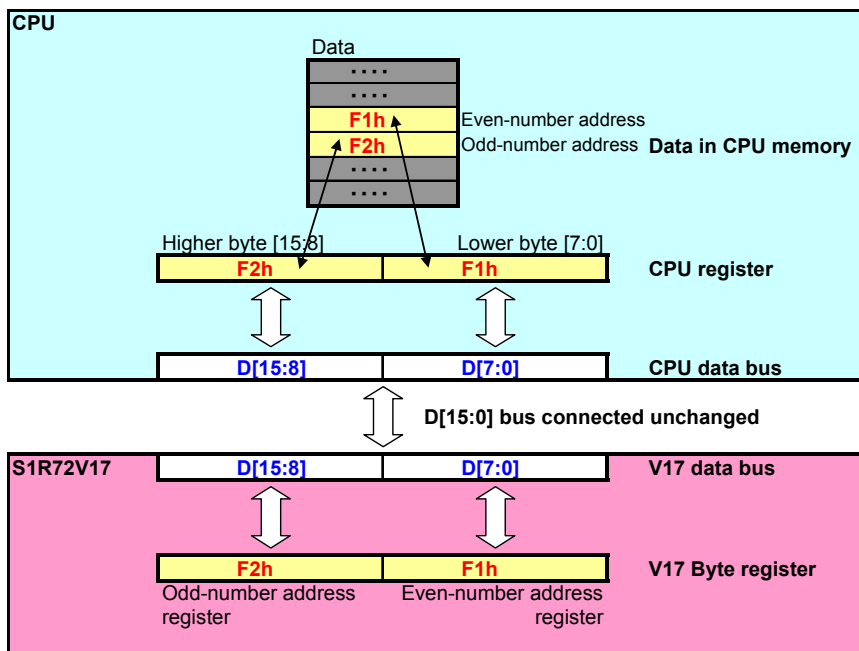 CPU
Data
....
....
F1h Even-number address
F2h Odd-number address Data in CPU memory
....
....
Higher byte [15:8] Lower byte [7:0]
F2h F1h CPU register
D[15:8] D[7:0] CPU data bus
D[15:0] bus connected unchanged
S1R72V17 D[15:8] D[7:0] V17 data bus
F2h F1h V17 Byte register
Odd-number address register
Even-number address register